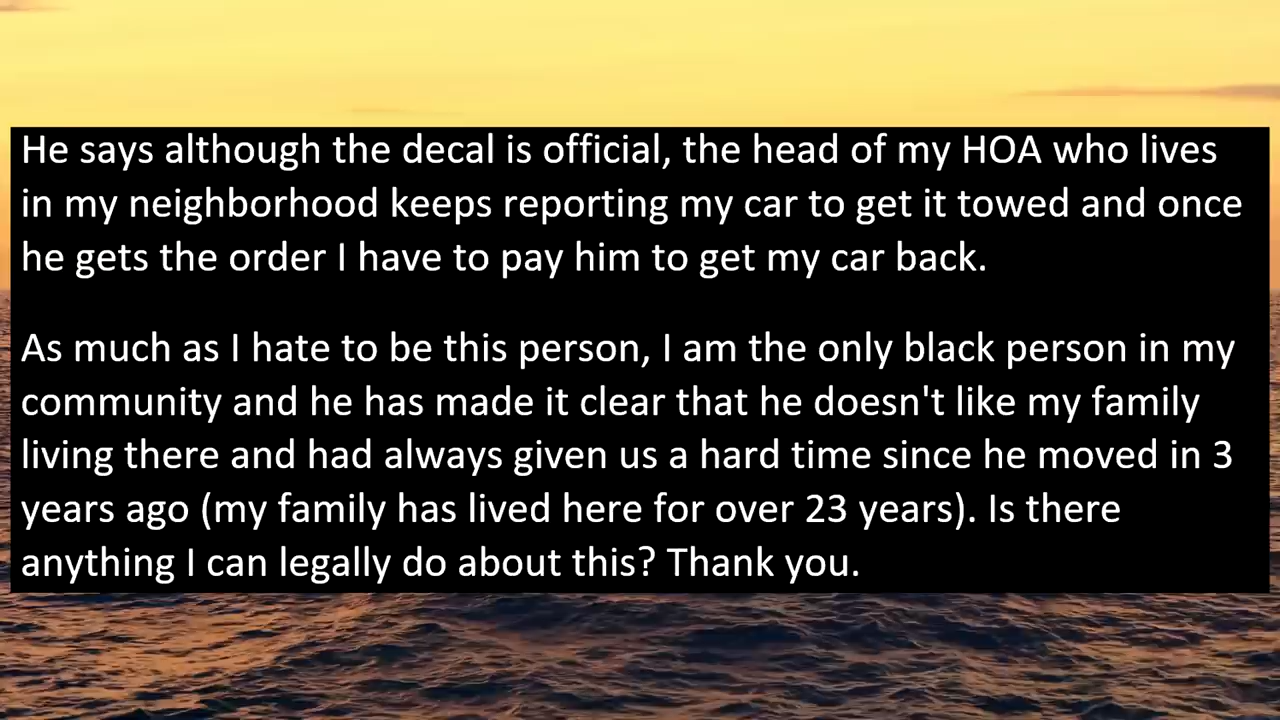 He says although the decal is official, the head of my HOA who lives
in my neighborhood keeps reporting my car to get it towed and once
he gets the order I have to pay him to get my car back.
As much as I hate to be this person, I am the only black person in my
community and he has made it clear that he doesn't like my family
living there and had always given us a hard time since he moved in 3
years ago (my family has lived here for over 23 years). Is there
anything I can legally do about this? Thank you.